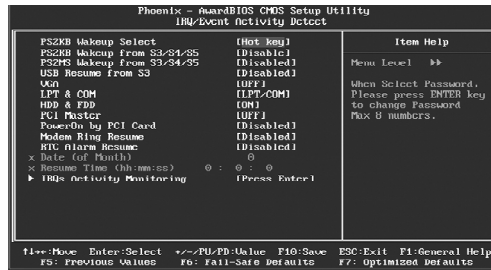 Phoenix - AwardBIOS CMOS Setup Utility
IRQ/Event Activity Detect
PS2KB Wakeup Select [Hot key]
PS2KB Wakeup from S3/S4/S5 [Disable]
PS2MS Wakeup from S3/S4/S5 [Disabled]
USB Resume from S3 [Disabled]
VGA [OFF]
LPT & COM [LPT/COM]
HDD & FDD [ON]
PCI Master [OFF]
PowerOn by PCI Card [Disabled]
Modem Ring Resume [Disabled]
RTC Alarm Resume [Disabled]
x Date (of Month) 0
x Resume Time (hh:mm:ss) 0 : 0 : 0
▶ IRQs Activity Monitoring [Press Enter]
Item Help
Menu Level ▶▶
When Select Password.
Please press ENTER key
to change Password
Max 8 numbers.
↑↓→←:Move Enter:Select +/-/PU/PD:Value F10:Save ESC:Exit F1:General Help
F5: Previous Values F6: Fail-Safe Defaults F7: Optimized Defaults